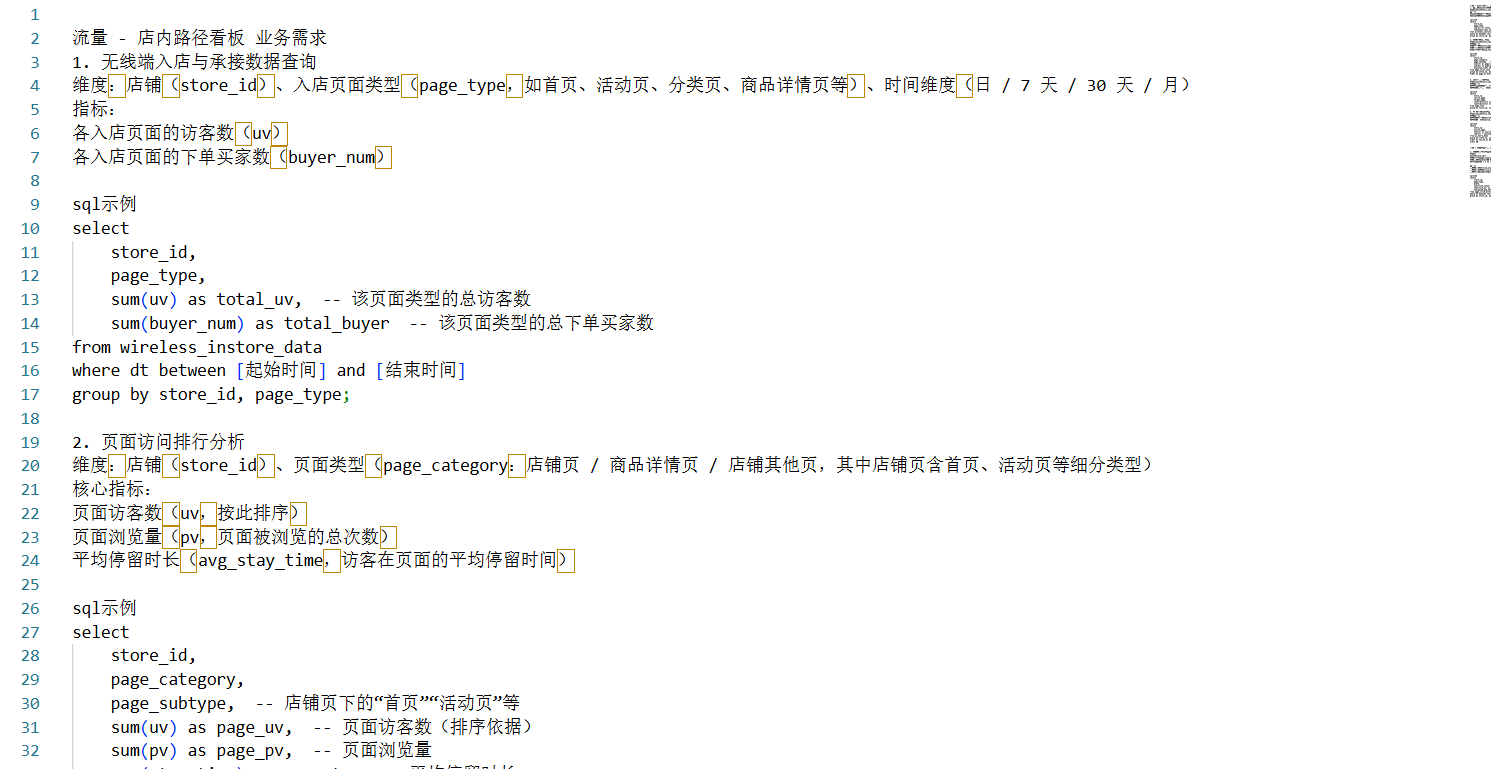 1
2 流量 - 店内路径看板 业务需求
3 1. 无线端入店与承接数据查询
4 维度：店铺（store_id）、入店页面类型（page_type，如首页、活动页、分类页、商品详情页等）、时间维度（日 / 7 天 / 30 天 / 月）
5 指标：
6 各入店页面的访客数（uv）
7 各入店页面的下单买家数（buyer_num）
8
9 sql示例
10 select
11 store_id,
12 page_type,
13 sum(uv) as total_uv, -- 该页面类型的总访客数
14 sum(buyer_num) as total_buyer -- 该页面类型的总下单买家数
15 from wireless_instore_data
16 where dt between [起始时间] and [结束时间]
17 group by store_id, page_type;
18
19 2. 页面访问排行分析
20 维度：店铺（store_id）、页面类型（page_category：店铺页 / 商品详情页 / 店铺其他页，其中店铺页含首页、活动页等细分类型）
21 核心指标：
22 页面访客数（uv，按此排序）
23 页面浏览量（pv，页面被浏览的总次数）
24 平均停留时长（avg_stay_time，访客在页面的平均停留时间）
25
26 sql示例
27 select
28 store_id,
29 page_category,
30 page_subtype, -- 店铺页下的“首页”“活动页”等
31 sum(uv) as page_uv, -- 页面访客数（排序依据）
32 sum(pv) as page_pv, -- 页面浏览量